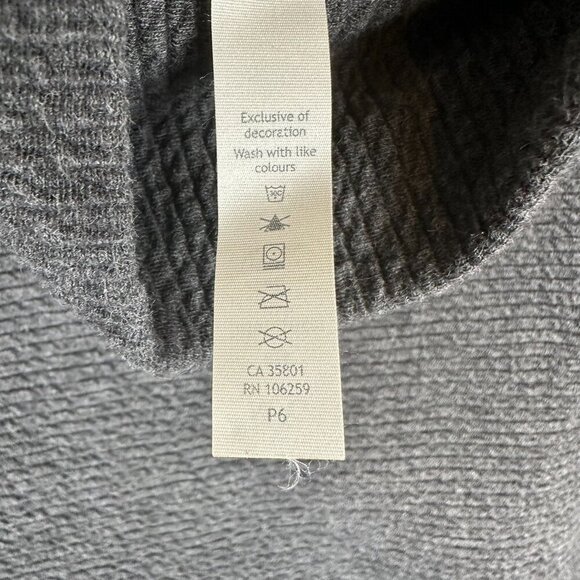 Exclusive of
decoration
Wash with like
colours
CA 35801
RN 106259
P6